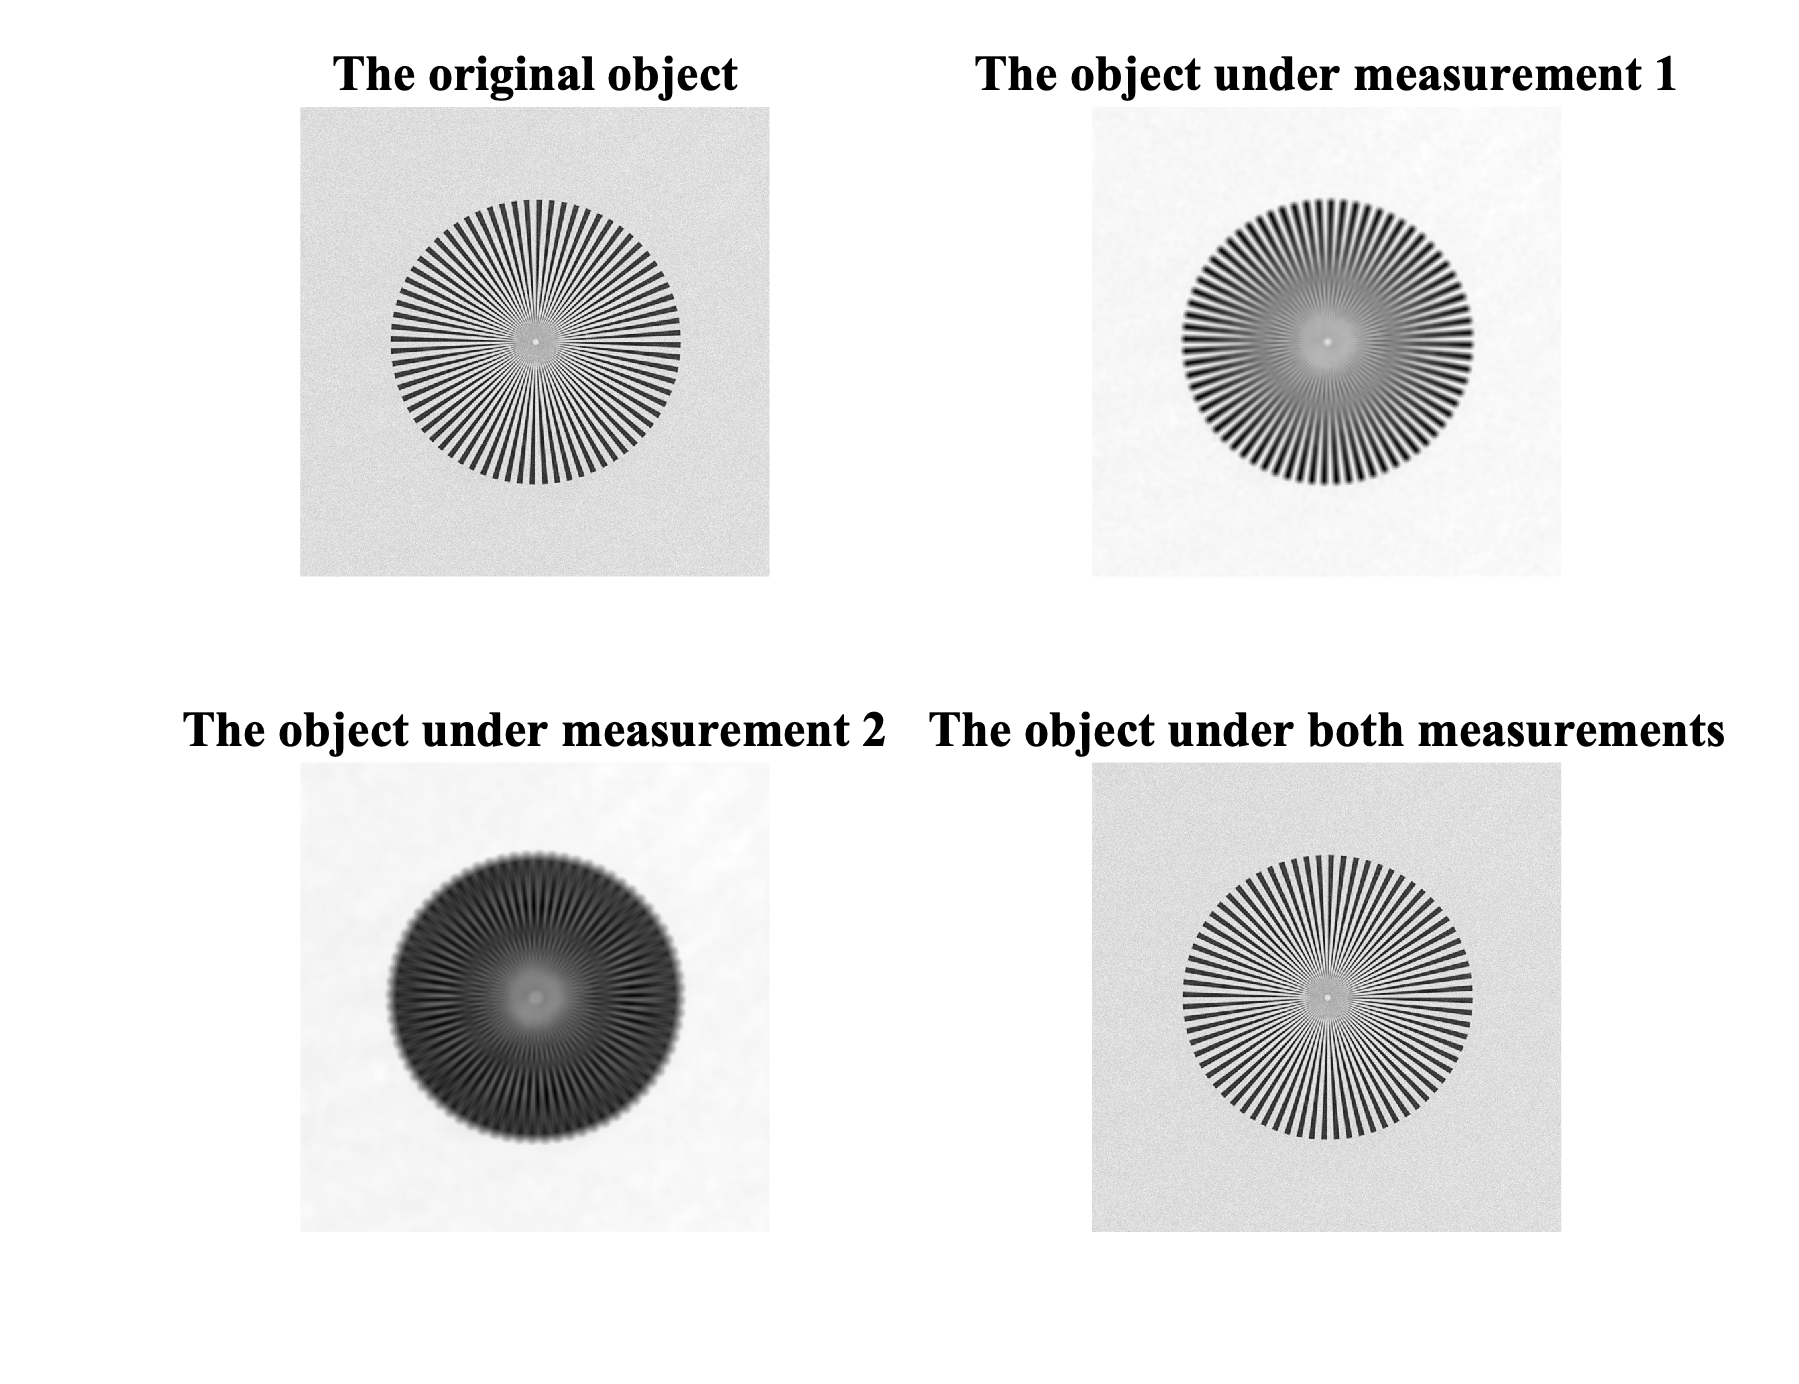 The original object
The object under measurement 1
The object under measurement 2
The object under both measurements